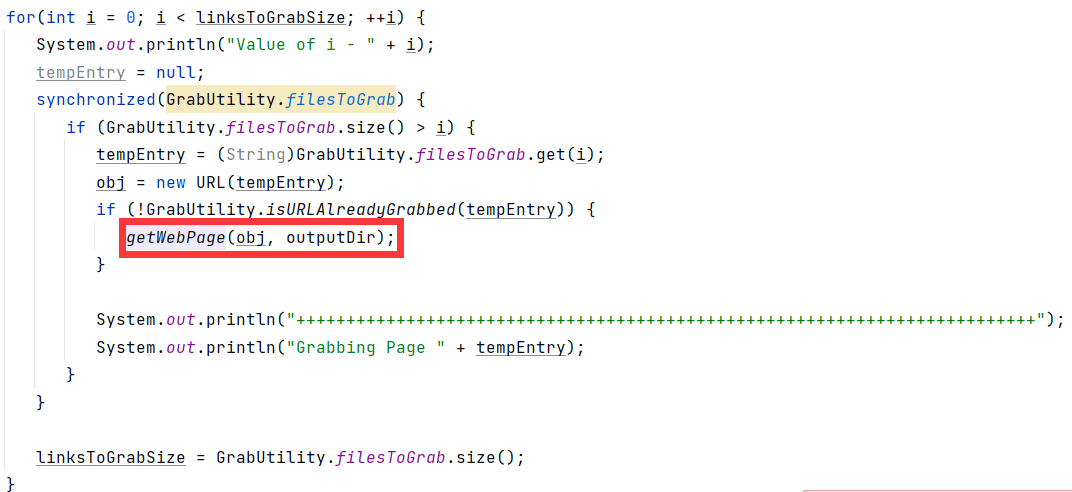 for(int i = 0; i < linksToGrabSize; ++i) {
System.out.println("Value of i - " + i);
tempEntry = null;
synchronized(GrabUtility.filesToGrab) {
if (GrabUtility.filesToGrab.size() > i) {
tempEntry = (String)GrabUtility.filesToGrab.get(i);
obj = new URL(tempEntry);
if (!GrabUtility.isURLAlreadyGrabbed(tempEntry)) {
getWebPage(obj, outputDir);
}
System.out.println("++++++++++++++++++++++++++++++++++++++++++++++++++++++++++++++++++++++++++");
System.out.println("Grabbing Page " + tempEntry);
}
}
linksToGrabSize = GrabUtility.filesToGrab.size();
}